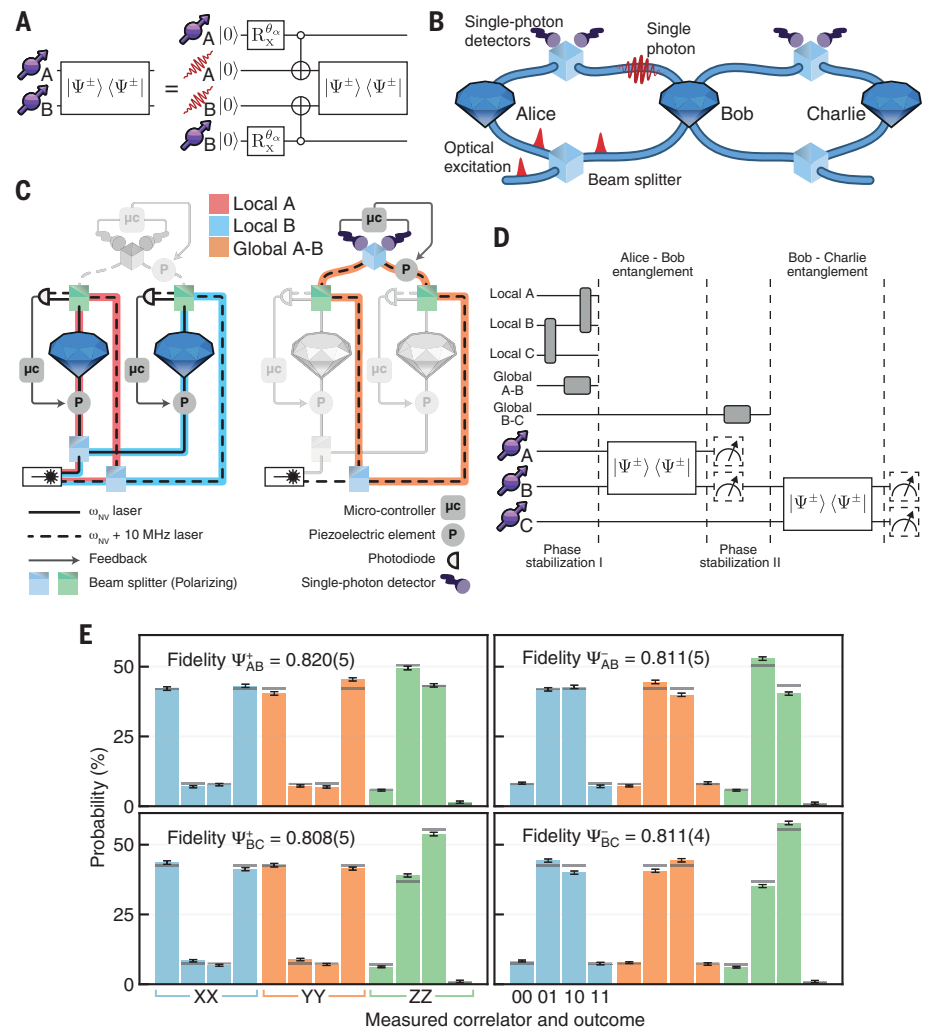 A
A
B
|Ψ±⟩ ⟨Ψ±|
=
A |0⟩ R_X^θα
A |0⟩
B |0⟩
B |0⟩ R_X^θα
|Ψ±⟩ ⟨Ψ±|
B
Single-photon
detectors
Single
photon
Alice
Bob
Charlie
Optical
excitation
Beam splitter
C
Local A
Local B
Global A-B
μc
P
μc
P
μc
P
μc
P
μc
P
μc
P
ω_NV laser
ω_NV + 10 MHz laser
Feedback
Beam splitter (Polarizing)
Micro-controller μc
Piezoelectric element P
Photodiode
Single-photon detector
D
Alice - Bob
entanglement
Bob - Charlie
entanglement
Local A
Local B
Local C
Global
A-B
Global
B-C
A
B
C
|Ψ±⟩ ⟨Ψ±|
|Ψ±⟩ ⟨Ψ±|
Phase
stabilization I
Phase
stabilization II
E
Probability (%)
50
25
0
Fidelity Ψ⁺_AB = 0.820(5)
Fidelity Ψ⁻_AB = 0.811(5)
50
25
0
Fidelity Ψ⁺_BC = 0.808(5)
Fidelity Ψ⁻_BC = 0.811(4)
XX YY ZZ
00 01 10 11
Measured correlator and outcome